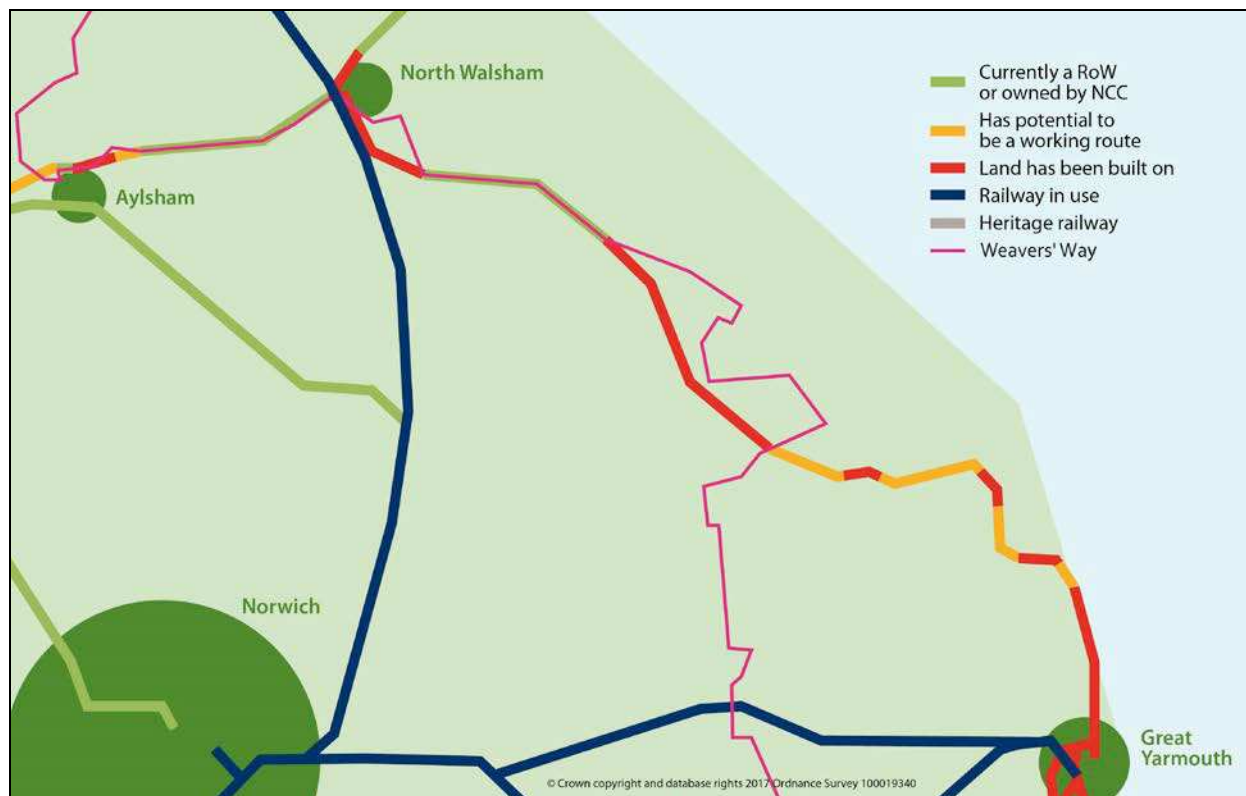 North Walsham
Aylsham
Norwich
Currently a RoW
or owned by NCC
Has potential to
be a working route
Land has been built on
Railway in use
Heritage railway
Weavers' Way
Great
Yarmouth
© Crown copyright and database rights 2017 Ordnance Survey 100019340